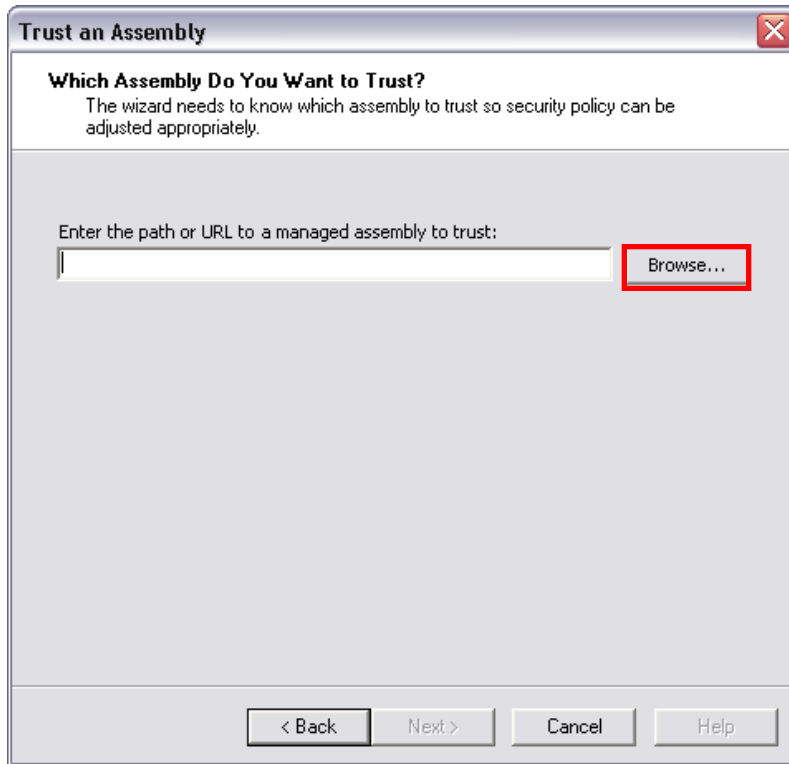 Trust an Assembly
Which Assembly Do You Want to Trust?
The wizard needs to know which assembly to trust so security policy can be
adjusted appropriately.
Enter the path or URL to a managed assembly to trust:
Browse...
< Back
Next >
Cancel
Help